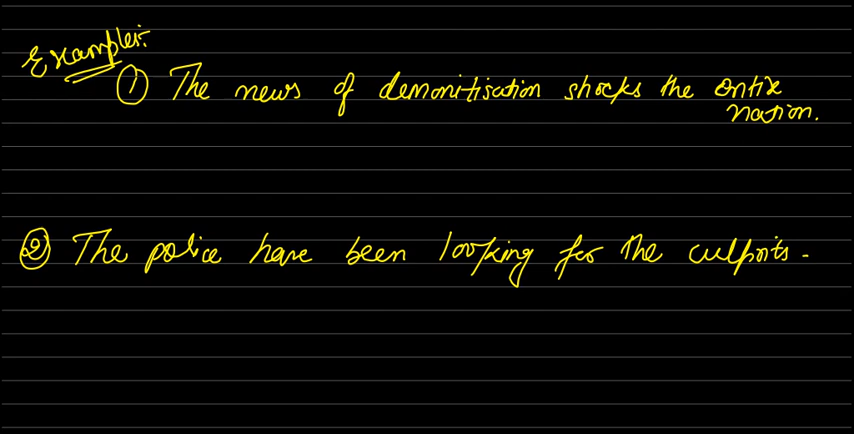 Examples:
① The news of demonitisation shocks the entire
nation.
② The police have been looking for the culprits.